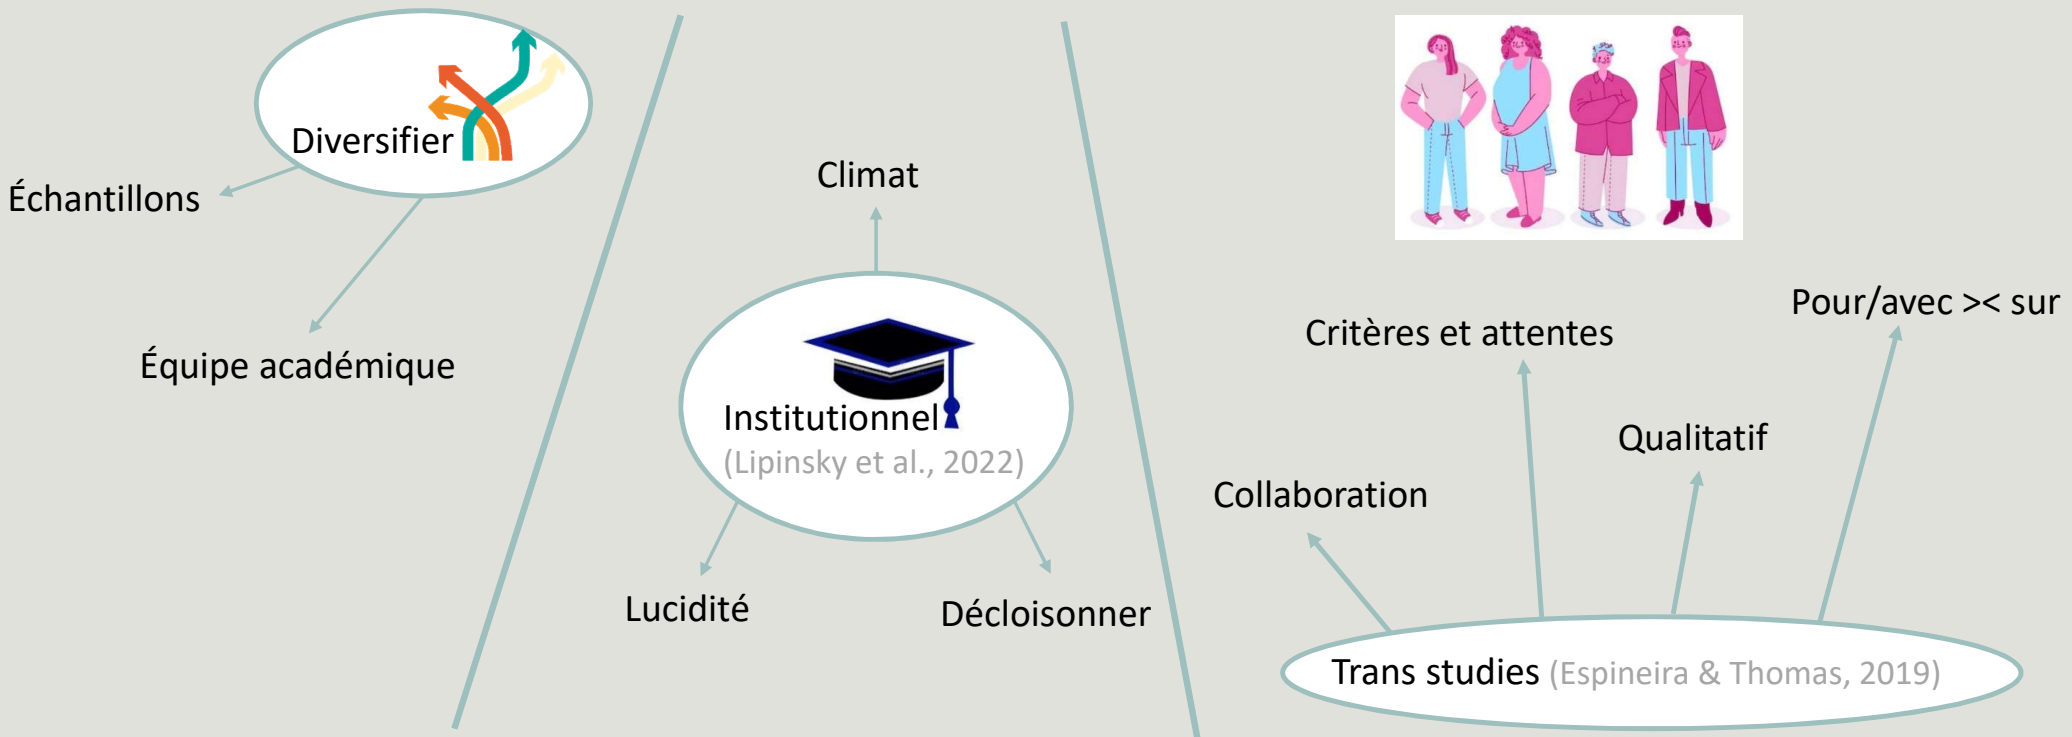 Diversifier
Échantillons
Équipe académique
Climat
Institutionnel
(Lipinsky et al., 2022)
Lucidité
Décloisonner
Pour/avec >< sur
Critères et attentes
Qualitatif
Collaboration
Trans studies (Espineira & Thomas, 2019)